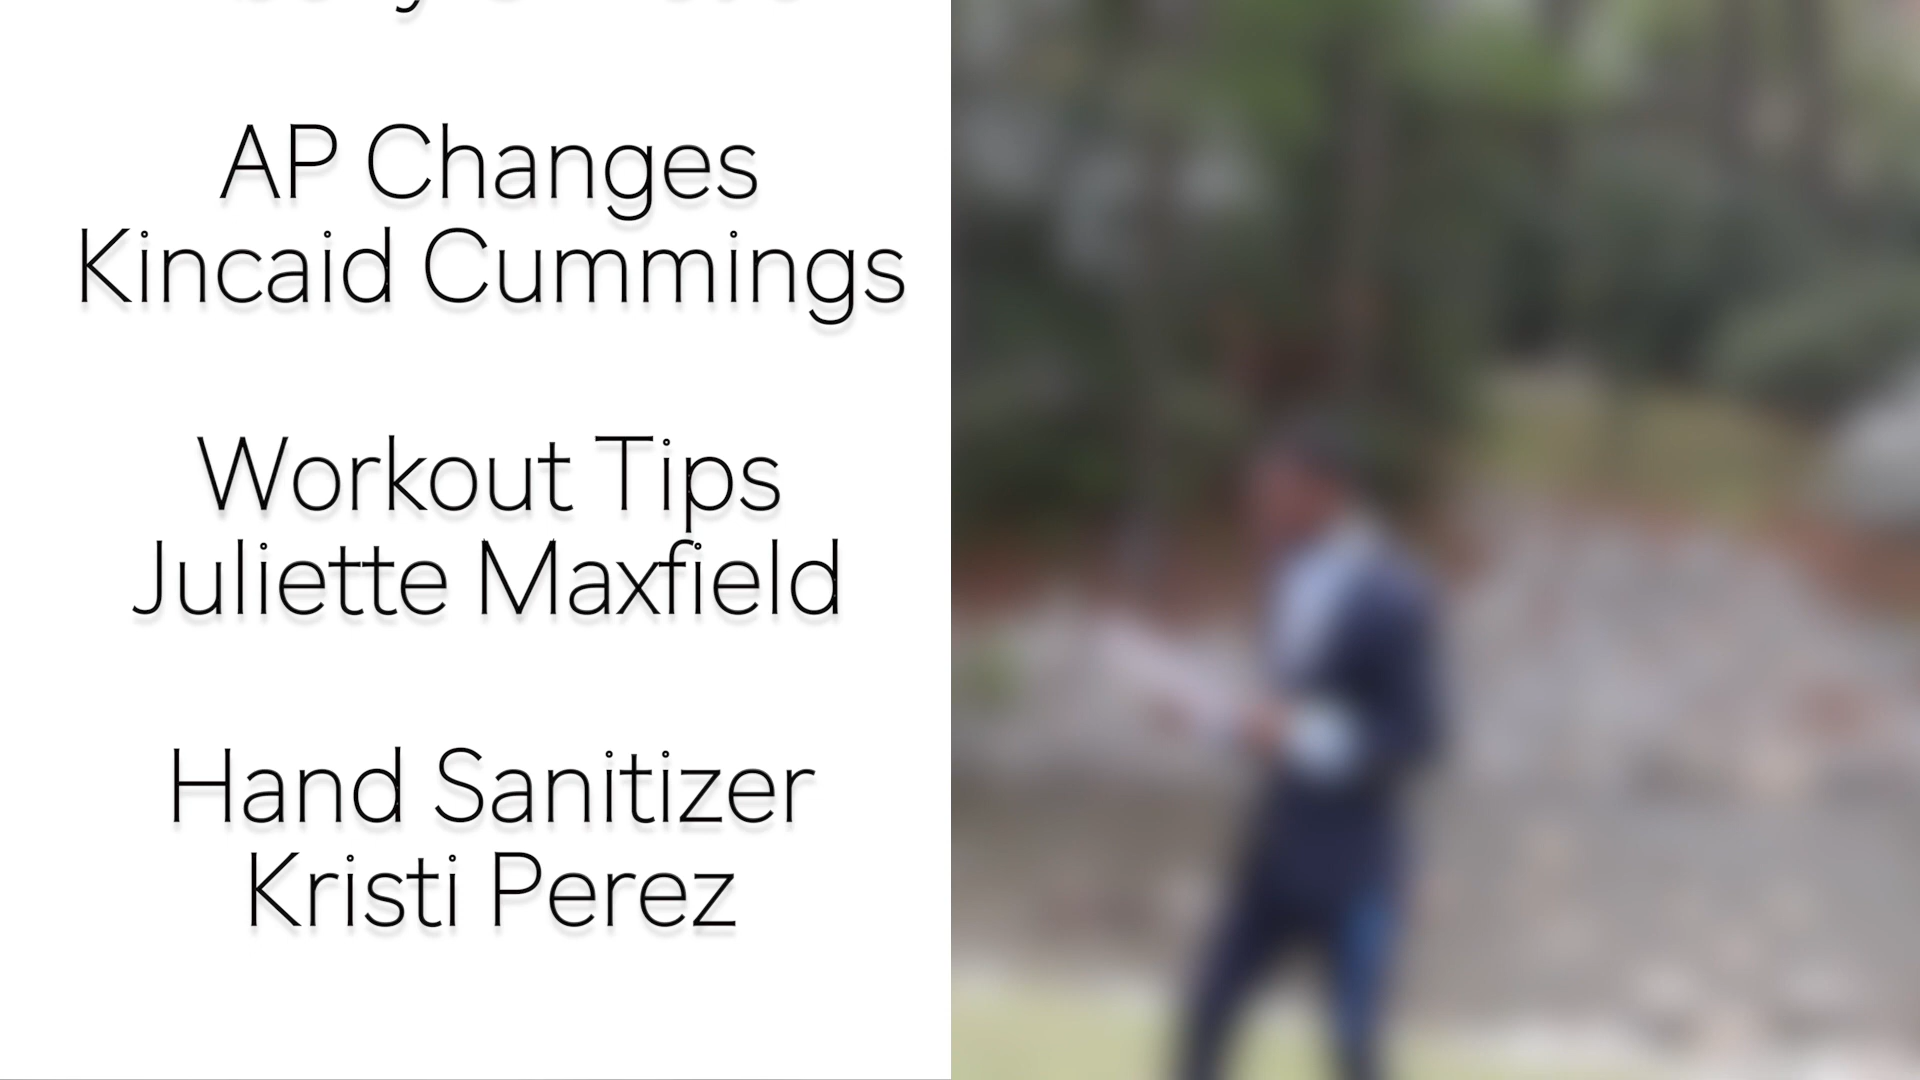 AP Changes
Kincaid Cummings
Workout Tips
Juliette Maxfield
Hand Sanitizer
Kristi Perez